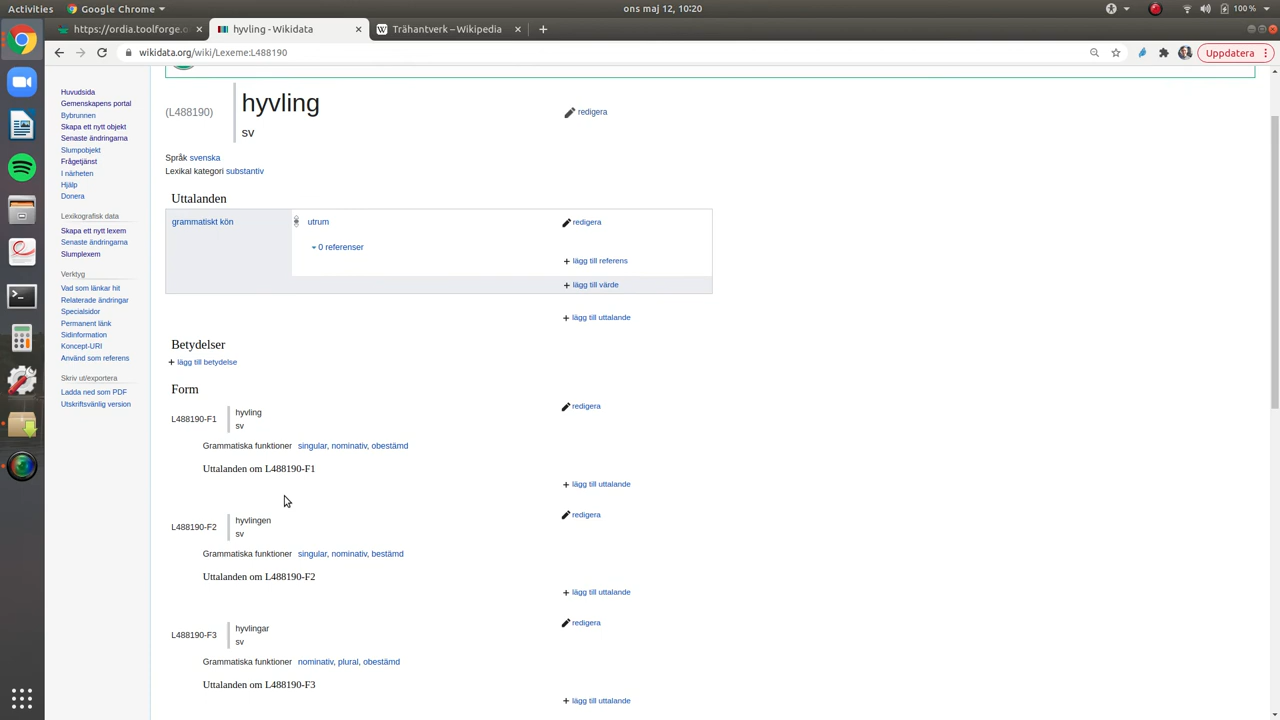 Aktiviteter Google Chrome ons maj 12, 10:20 100 %
https://ordia.toolforge.o hyvling - Wikidata Trähantverk – Wikipedia
wikidata.org/wiki/Lexeme:L488190 Uppdatera
Huvudsida
Gemenskapens portal
Bybrunnen
Skapa ett nytt objekt
Senaste ändringarna
Slumpobjekt
Frågetjänst
I närheten
Hjälp
Donera
Lexikografisk data
Skapa ett nytt lexem
Senaste ändringarna
Slumplexem
Verktyg
Vad som länkar hit
Relaterade ändringar
Specialsidor
Permanent länk
Sidinformation
Koncept-URI
Använd som referens
Skriv ut/exportera
Ladda ned som PDF
Utskriftsvänlig version
(L488190) hyvling redigera
sv
Språk svenska
Lexikal kategori substantiv
Uttalanden
grammatiskt kön utrum redigera
0 referenser
lägg till referens
lägg till värde
lägg till uttalande
Betydelser
lägg till betydelse
Form
L488190-F1 hyvling redigera
sv
Grammatiska funktioner singular, nominativ, obestämd
Uttalanden om L488190-F1
lägg till uttalande
L488190-F2 hyvlingen redigera
sv
Grammatiska funktioner singular, nominativ, bestämd
Uttalanden om L488190-F2
lägg till uttalande
L488190-F3 hyvlingar redigera
sv
Grammatiska funktioner nominativ, plural, obestämd
Uttalanden om L488190-F3
lägg till uttalande